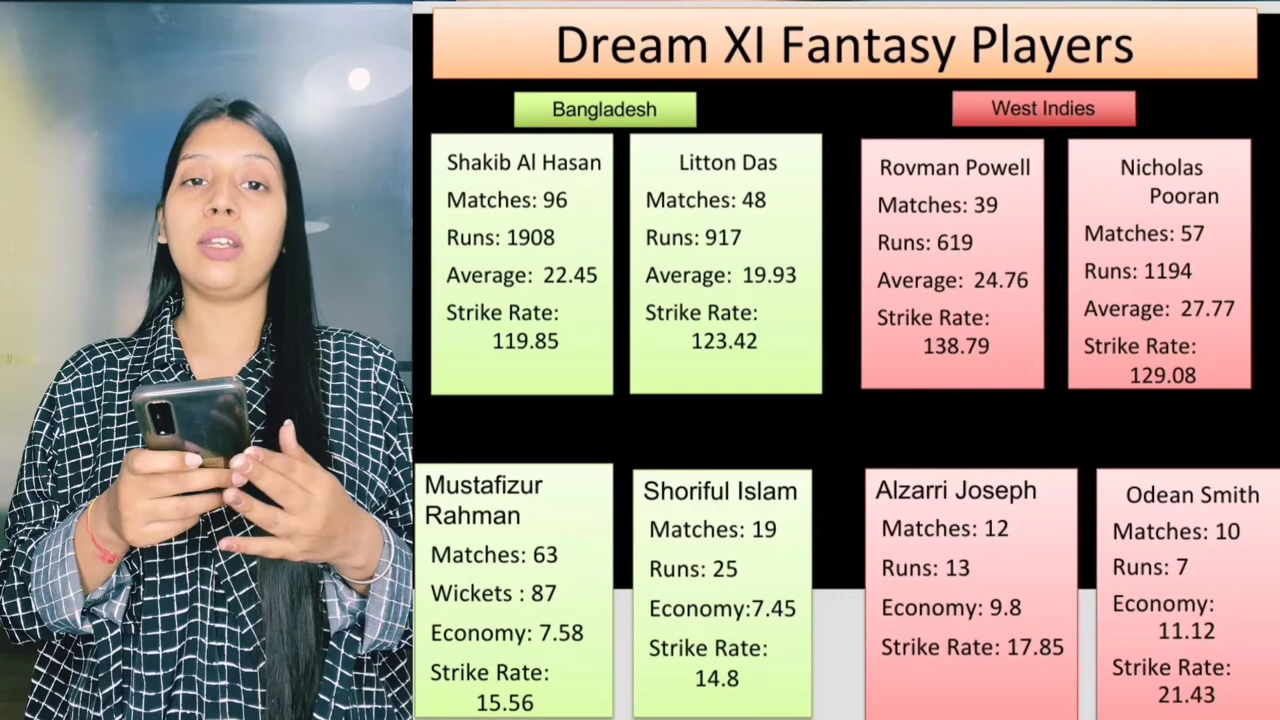 Dream XI Fantasy Players
Bangladesh
West Indies
Shakib Al Hasan
Matches: 96
Runs: 1908
Average: 22.45
Strike Rate:
119.85
Litton Das
Matches: 48
Runs: 917
Average: 19.93
Strike Rate:
123.42
Rovman Powell
Matches: 39
Runs: 619
Average: 24.76
Strike Rate:
138.79
Nicholas
Pooran
Matches: 57
Runs: 1194
Average: 27.77
Strike Rate:
129.08
Mustafizur
Rahman
Matches: 63
Wickets : 87
Economy: 7.58
Strike Rate:
15.56
Shoriful Islam
Matches: 19
Runs: 25
Economy:7.45
Strike Rate:
14.8
Alzarri Joseph
Matches: 12
Runs: 13
Economy: 9.8
Strike Rate: 17.85
Odean Smith
Matches: 10
Runs: 7
Economy:
11.12
Strike Rate:
21.43